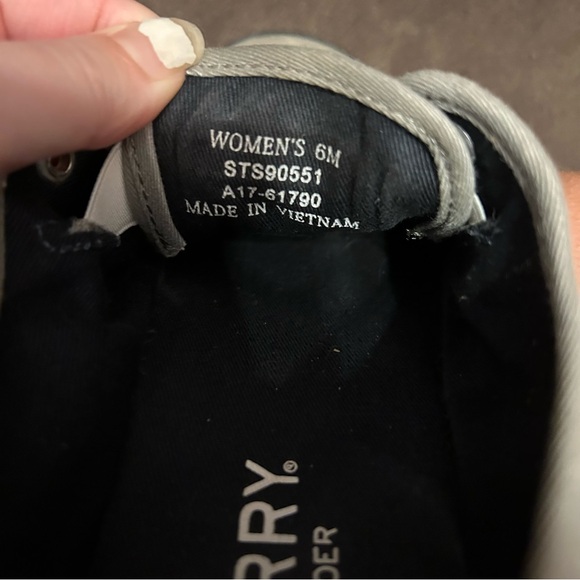 WOMEN'S 6M
STS90551
A17-61790
MADE IN VIETNAM
RRY®
DER